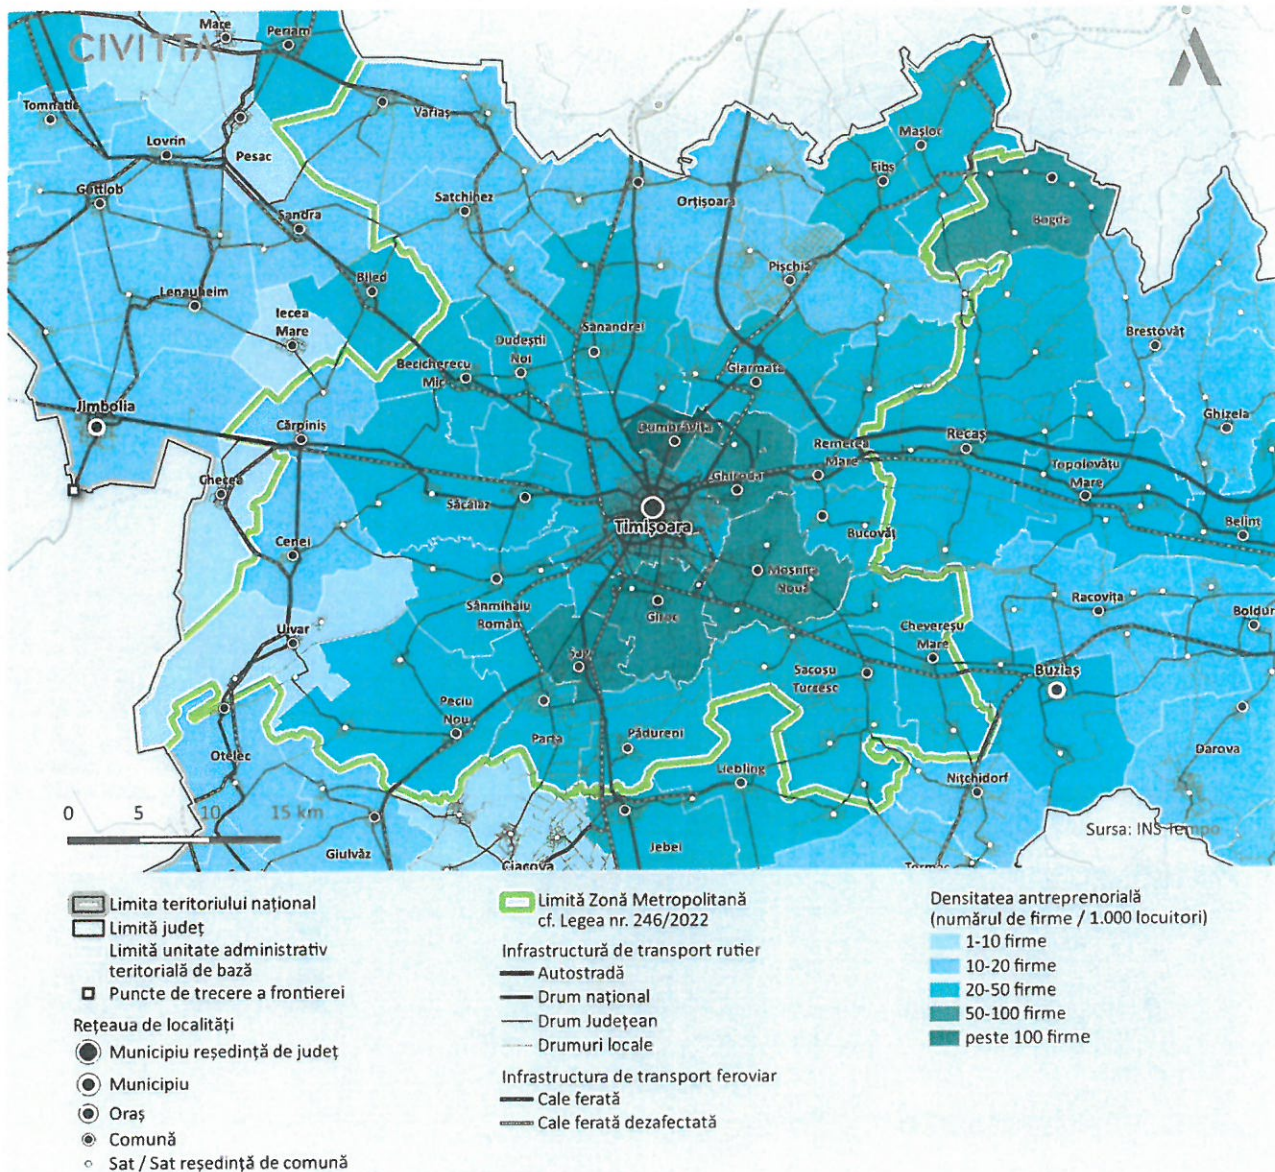 CIVITTA
Mare
Periam
Tomnatic
Variaș
Mașloc
Lovrin
Pesac
Fibiș
Gottlob
Satchinez
Orțișoara
Sandra
Bogda
Pișchia
Biled
Lenauheim
Iecea
Mare
Sânandrei
Brestovăț
Dudeștii
Noi
Becicherecu
Mic
Giarmata
Jimbolia
Ghizela
Cărpiniș
Dumbrăvița
Remetea
Mare
Recaș
Topolovățu
Mare
Checea
Ghiroda
Săcălaz
Timișoara
Belinț
Bucovăț
Cenei
Moșnița
Nouă
Racovița
Sânmihaiu
Român
Giroc
Boldur
Uivar
Chevereșu
Mare
Șag
Sacoșu
Turcesc
Buziaș
Peciu
Nou
Parța
Pădureni
Darova
Otelec
Liebling
Nițchidorf
0 5 10 15 km
Sursa: INS Tempo
Giulvăz
Jebel
Ciacova
Limita teritoriului național
Limită județ
Limită unitate administrativ
teritorială de bază
Puncte de trecere a frontierei
Rețeaua de localități
Municipiu reședință de județ
Municipiu
Oraș
Comună
Sat / Sat reședință de comună
Limită Zonă Metropolitană
cf. Legea nr. 246/2022
Infrastructură de transport rutier
Autostradă
Drum național
Drum Județean
Drumuri locale
Infrastructura de transport feroviar
Cale ferată
Cale ferată dezafectată
Densitatea antreprenorială
(numărul de firme / 1.000 locuitori)
1-10 firme
10-20 firme
20-50 firme
50-100 firme
peste 100 firme